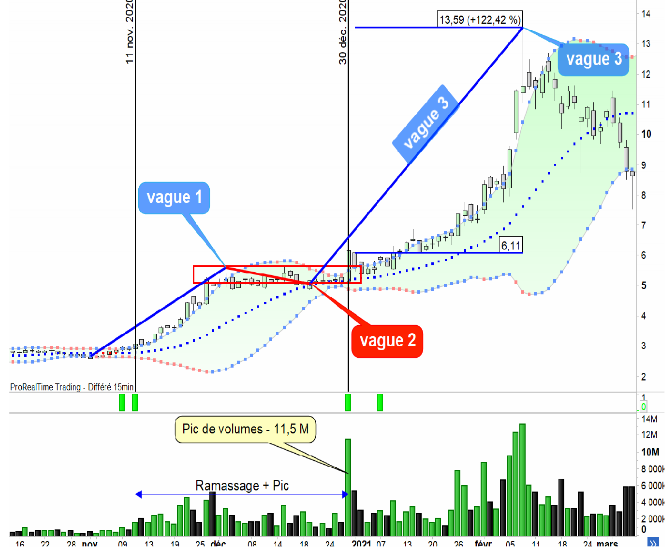 11 nov. 2020
30 déc. 2020
13,59 (+122,42 %)
vague 3
vague 3
vague 1
6,11
vague 2
14
13
12
11
10
9
8
7
6
5
4
3
2
ProRealTime Trading - Différé 15min
1
0
Pic de volumes - 11,5 M
Ramassage + Pic
14M
12M
10M
8 000K
6 000K
4 000K
2 000K
0
16 22 28 nov 09 13 19 25 déc 08 14 18 24 2021 07 13 20 26 févr 05 11 18 24 mars